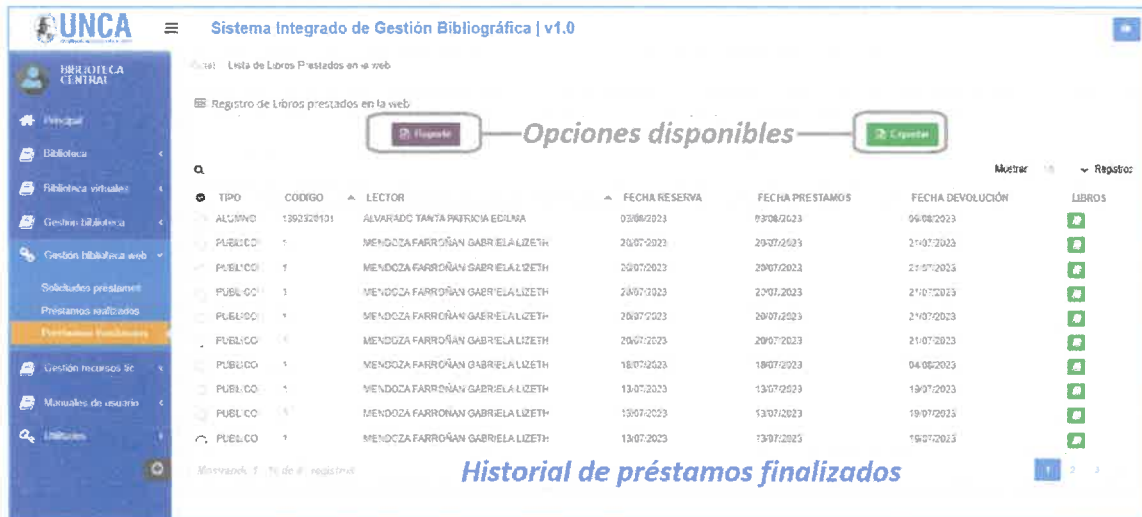 UNCA
Sistema Integrado de Gestión Bibliográfica | v1.0
BIBLIOTECA CENTRAL
Lista de Libros Prestados en la web
Registro de Libros prestados en la web
Principal
Reporte
Opciones disponibles
Exportar
Biblioteca
Mostrar 10 Registros
Biblioteca virtuales
TIPO CODIGO LECTOR FECHA RESERVA FECHA PRESTAMOS FECHA DEVOLUCIÓN LIBROS
Gestión biblioteca
ALUMNO ALVARADO TANTA PATRICIA EDILMA 03/08/2023 03/08/2023
PUBLICO 1 MENDOZA FARROÑAN GABRIELA LIZETH 20/07/2023 20/07/2023 21/07/2023
Gestión biblioteca web
PUBLICO 1 MENDOZA FARROÑAN GABRIELA LIZETH 20/07/2023 20/07/2023 21/07/2023
Solicitudes préstamos
PUBLICO 1 MENDOZA FARROÑAN GABRIELA LIZETH 20/07/2023 20/07/2023 21/07/2023
Préstamos realizados
PUBLICO 1 MENDOZA FARROÑAN GABRIELA LIZETH 20/07/2023 20/07/2023 21/07/2023
Préstamos finalizados
PUBLICO MENDOZA FARROÑAN GABRIELA LIZETH 20/07/2023 20/07/2023 21/07/2023
Gestión recursos tic
PUBLICO 1 MENDOZA FARROÑAN GABRIELA LIZETH 18/07/2023 18/07/2023 04/08/2023
PUBLICO 1 MENDOZA FARROÑAN GABRIELA LIZETH 13/07/2023 13/07/2023 19/07/2023
Manuales de usuario
PUBLICO MENDOZA FARROÑAN GABRIELA LIZETH 13/07/2023 13/07/2023 19/07/2023
Utilitarios
PUBLICO 1 MENDOZA FARROÑAN GABRIELA LIZETH 13/07/2023 13/07/2023 19/07/2023
Historial de préstamos finalizados
1 2 3